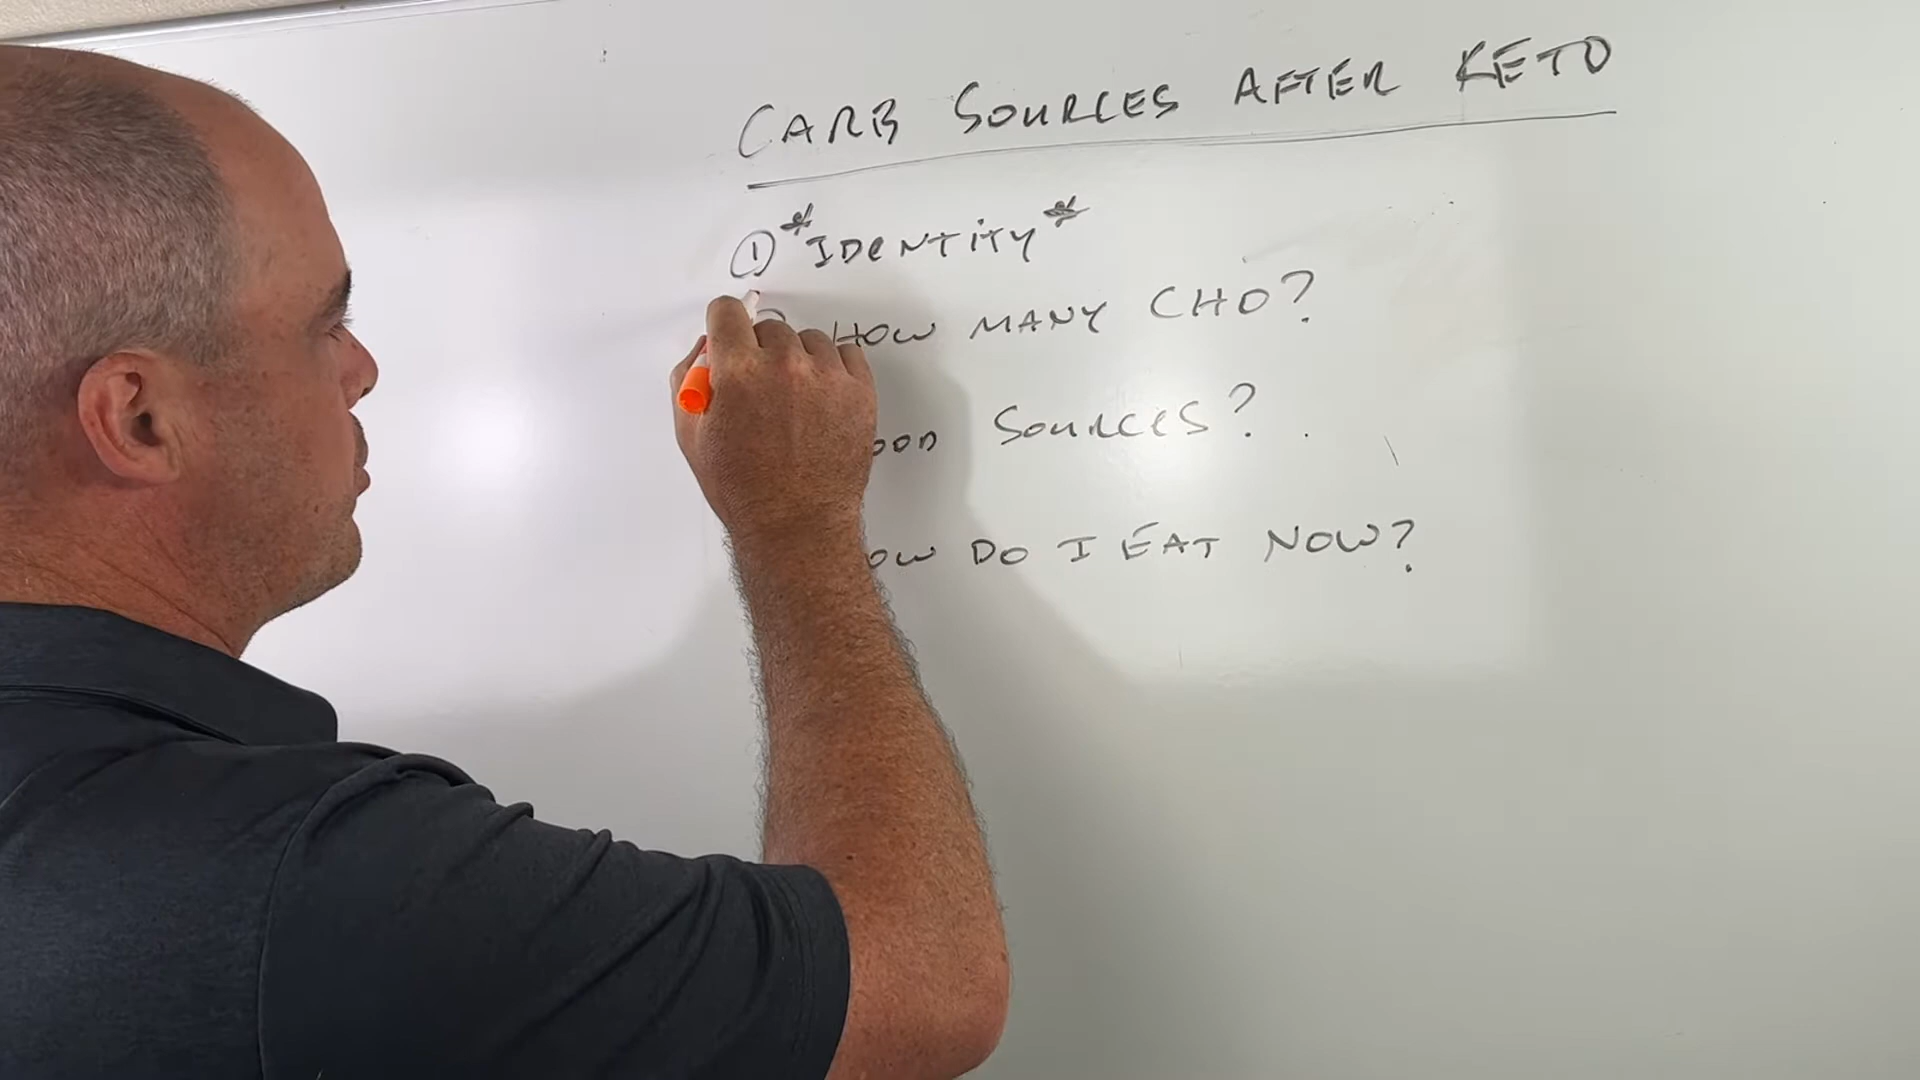 CARB SOURCES AFTER KETO
① *IDENTITY*
HOW MANY CHO?
SOURCES?
DO I EAT NOW?